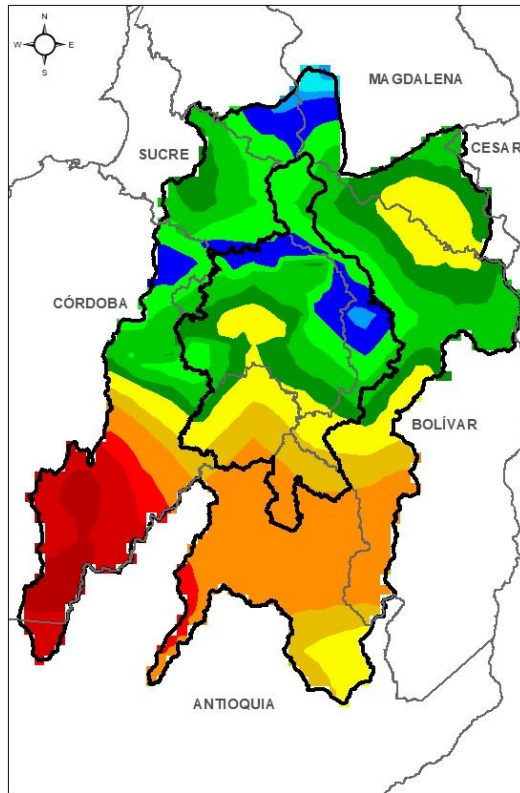 N
W E
S
MAGDALENA
CESAR
SUCRE
CÓRDOBA
BOLÍVAR
ANTIOQUIA